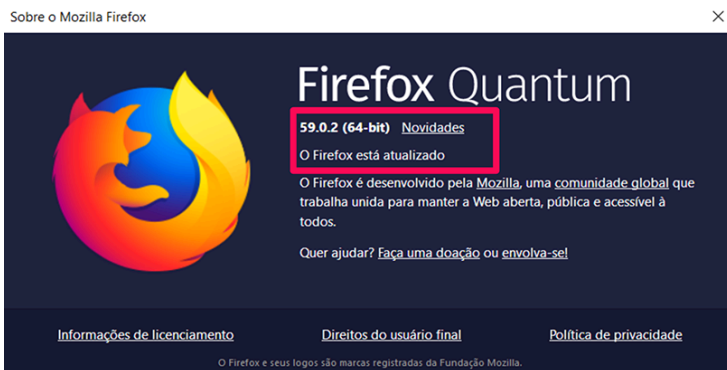 Sobre o Mozilla Firefox
Firefox Quantum
59.0.2 (64-bit) Novidades
O Firefox está atualizado
O Firefox é desenvolvido pela Mozilla, uma comunidade global que
trabalha unida para manter a Web aberta, pública e acessível à
todos.
Quer ajudar? Faça uma doação ou envolva-se!
Informações de licenciamento Direitos do usuário final Política de privacidade
O Firefox e seus logos são marcas registradas da Fundação Mozilla.